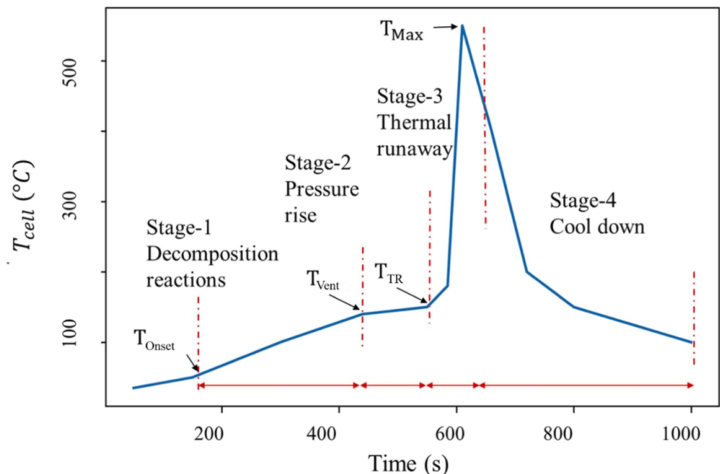 T_Max
500
Stage-3
Thermal
runaway
Stage-2
Pressure
rise
T_cell (°C)
300
Stage-4
Cool down
Stage-1
Decomposition
reactions
T_Vent
T_TR
100
T_Onset
200
400
600
800
1000
Time (s)